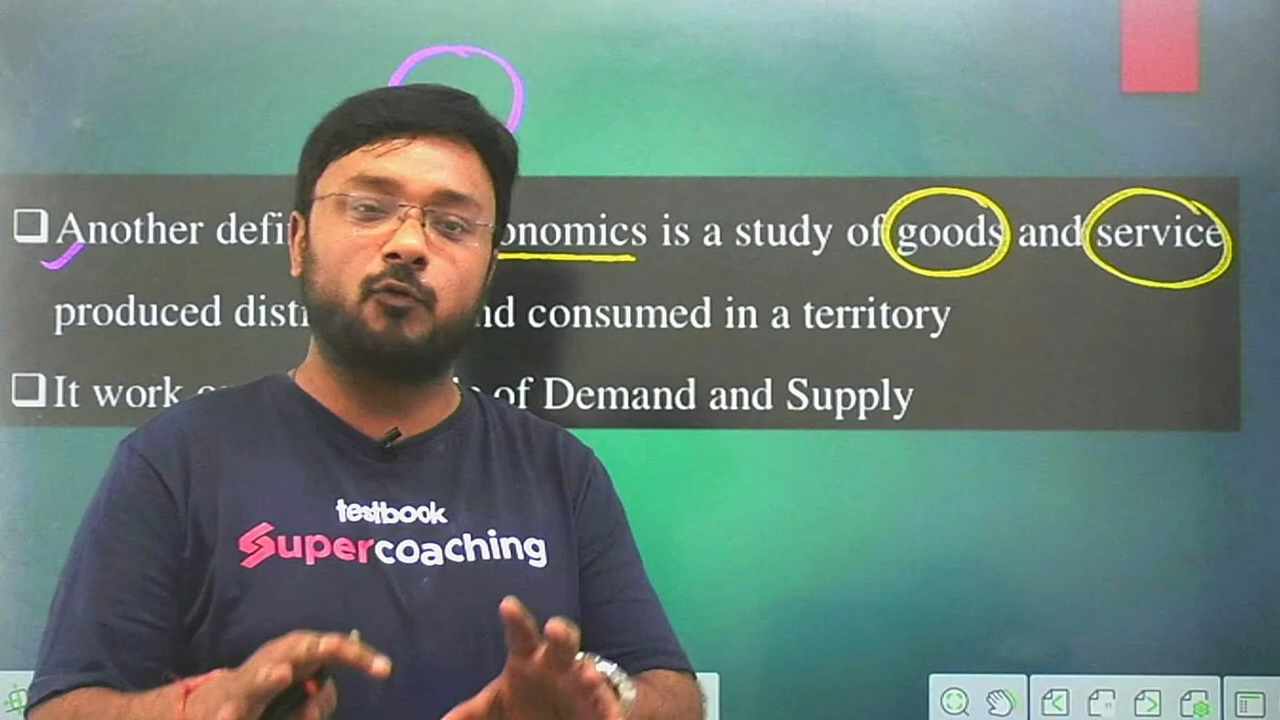 Another defi onomics is a study of goods and service
produced dist nd consumed in a territory
It work of Demand and Supply
testbook
Supercoaching